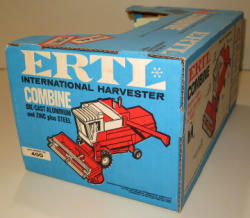 ERTL
INTERNATIONAL HARVESTER
COMBINE
DIE-CAST ALUMINUM
and ZINC plus STEEL
400
ERTL
COMBINE